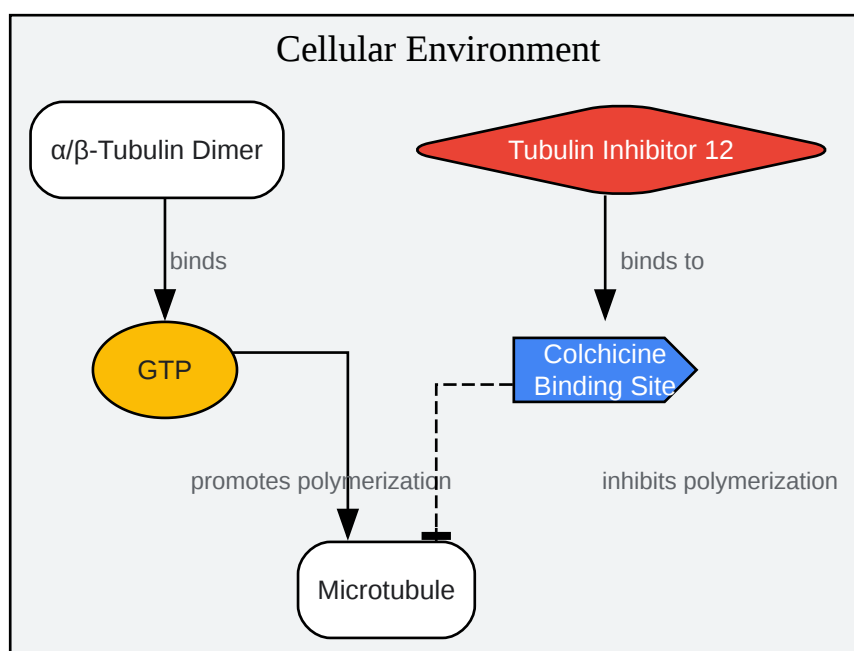 Cellular Environment
α/β-Tubulin Dimer
Tubulin Inhibitor 12
binds
binds to
GTP
Colchicine
Binding Site
promotes polymerization
inhibits polymerization
Microtubule